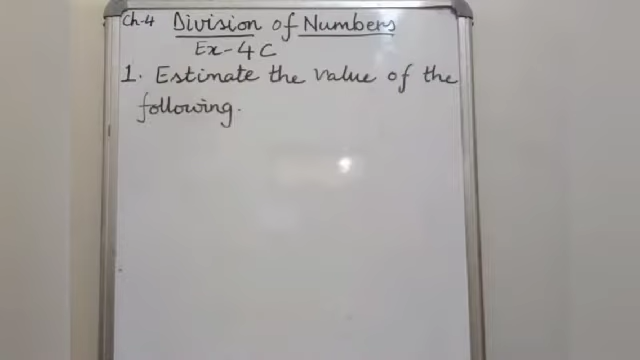 Ch-4 Division of Numbers
Ex-4C
1. Estimate the value of the
following.